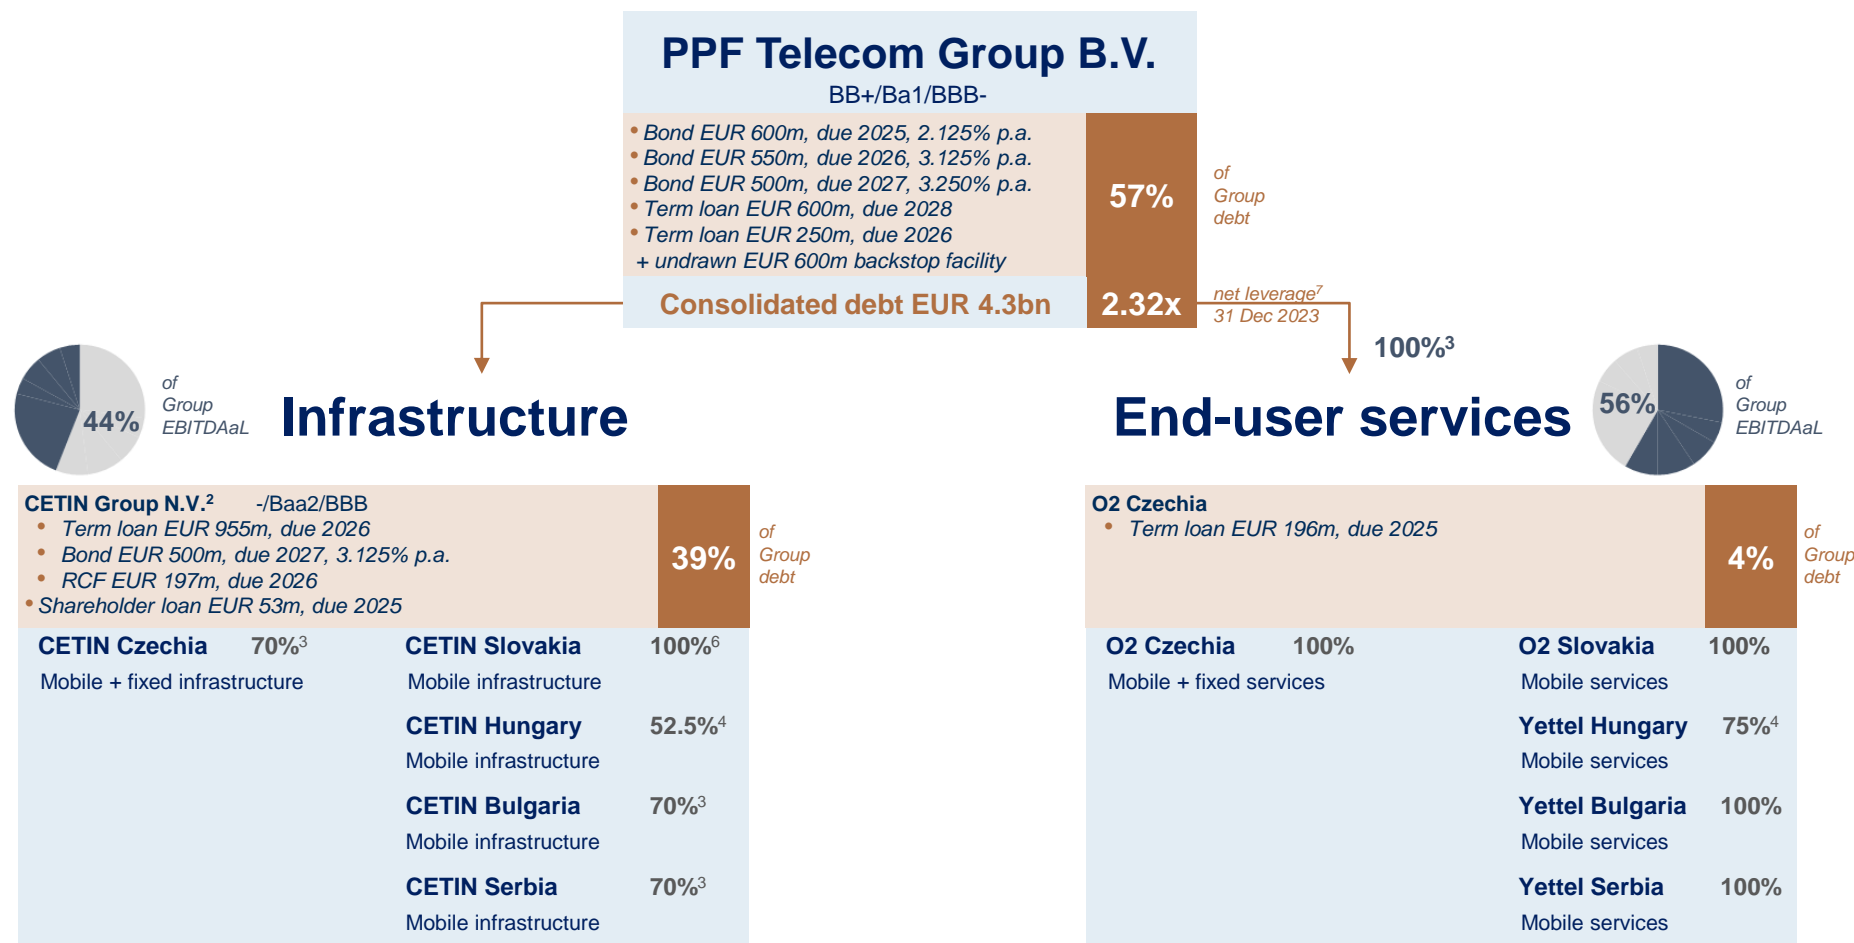 PPF Telecom Group B.V.
BB+/Ba1/BBB-
• Bond EUR 600m, due 2025, 2.125% p.a.
• Bond EUR 550m, due 2026, 3.125% p.a.
• Bond EUR 500m, due 2027, 3.250% p.a.
• Term loan EUR 600m, due 2028
• Term loan EUR 250m, due 2026
+ undrawn EUR 600m backstop facility
57%
of
Group
debt
Consolidated debt EUR 4.3bn
2.32x
net leverage⁷
31 Dec 2023
100%³
44%
of
Group
EBITDAaL
Infrastructure
End-user services
56%
of
Group
EBITDAaL
CETIN Group N.V.² -/Baa2/BBB
• Term loan EUR 955m, due 2026
• Bond EUR 500m, due 2027, 3.125% p.a.
• RCF EUR 197m, due 2026
• Shareholder loan EUR 53m, due 2025
39%
of
Group
debt
CETIN Czechia 70%³
Mobile + fixed infrastructure
CETIN Slovakia 100%⁶
Mobile infrastructure
CETIN Hungary 52.5%⁴
Mobile infrastructure
CETIN Bulgaria 70%³
Mobile infrastructure
CETIN Serbia 70%³
Mobile infrastructure
O2 Czechia
• Term loan EUR 196m, due 2025
4%
of
Group
debt
O2 Czechia 100%
Mobile + fixed services
O2 Slovakia 100%
Mobile services
Yettel Hungary 75%⁴
Mobile services
Yettel Bulgaria 100%
Mobile services
Yettel Serbia 100%
Mobile services